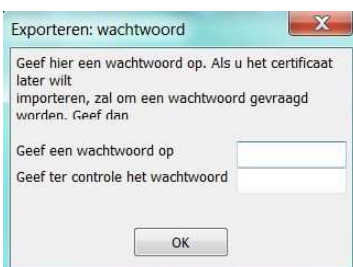 Exporteren: wachtwoord
Geef hier een wachtwoord op. Als u het certificaat
later wilt
importeren, zal om een wachtwoord gevraagd
worden. Geef dan
Geef een wachtwoord op
Geef ter controle het wachtwoord
OK